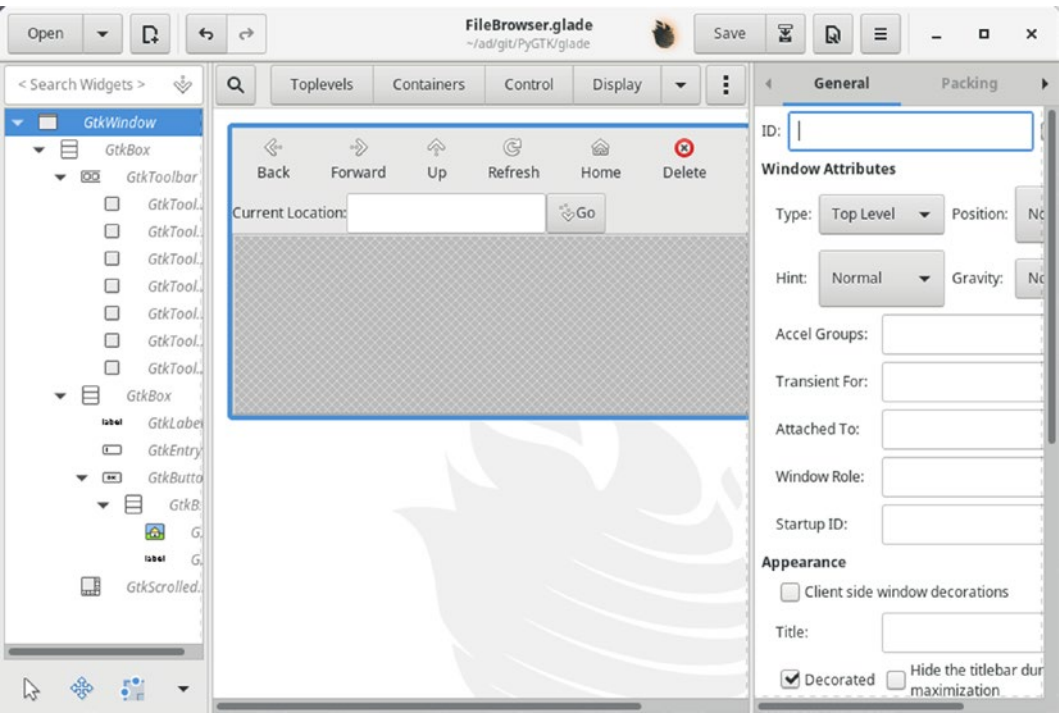 Open
FileBrowser.glade
~/ad/git/PyGTK/glade
Save
< Search Widgets >
GtkWindow
GtkBox
GtkToolbar
GtkTool..
GtkTool..
GtkTool..
GtkTool..
GtkTool..
GtkTool..
GtkTool..
GtkBox
label GtkLabel
GtkEntry
GtkButto
GtkB
G.
label G.
GtkScrolled.
Toplevels Containers Control Display
Back Forward Up Refresh Home Delete
Current Location: Go
General Packing
ID:
Window Attributes
Type: Top Level Position: No
Hint: Normal Gravity: No
Accel Groups:
Transient For:
Attached To:
Window Role:
Startup ID:
Appearance
Client side window decorations
Title:
Decorated Hide the titlebar dur
maximization